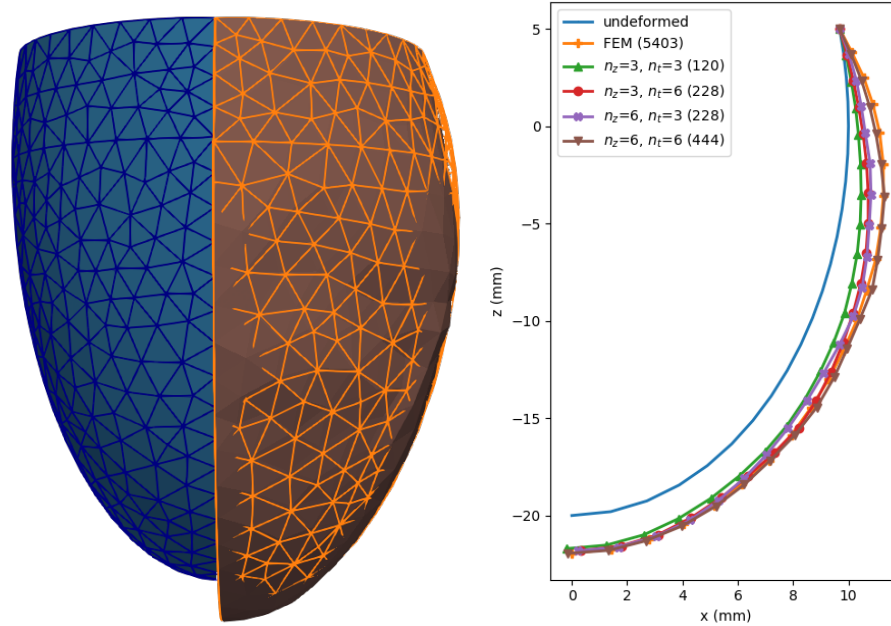 undeformed
FEM (5403)
n_z=3, n_t=3 (120)
n_z=3, n_t=6 (228)
n_z=6, n_t=3 (228)
n_z=6, n_t=6 (444)
5
0
−5
−10
−15
−20
z (mm)
0 2 4 6 8 10
x (mm)